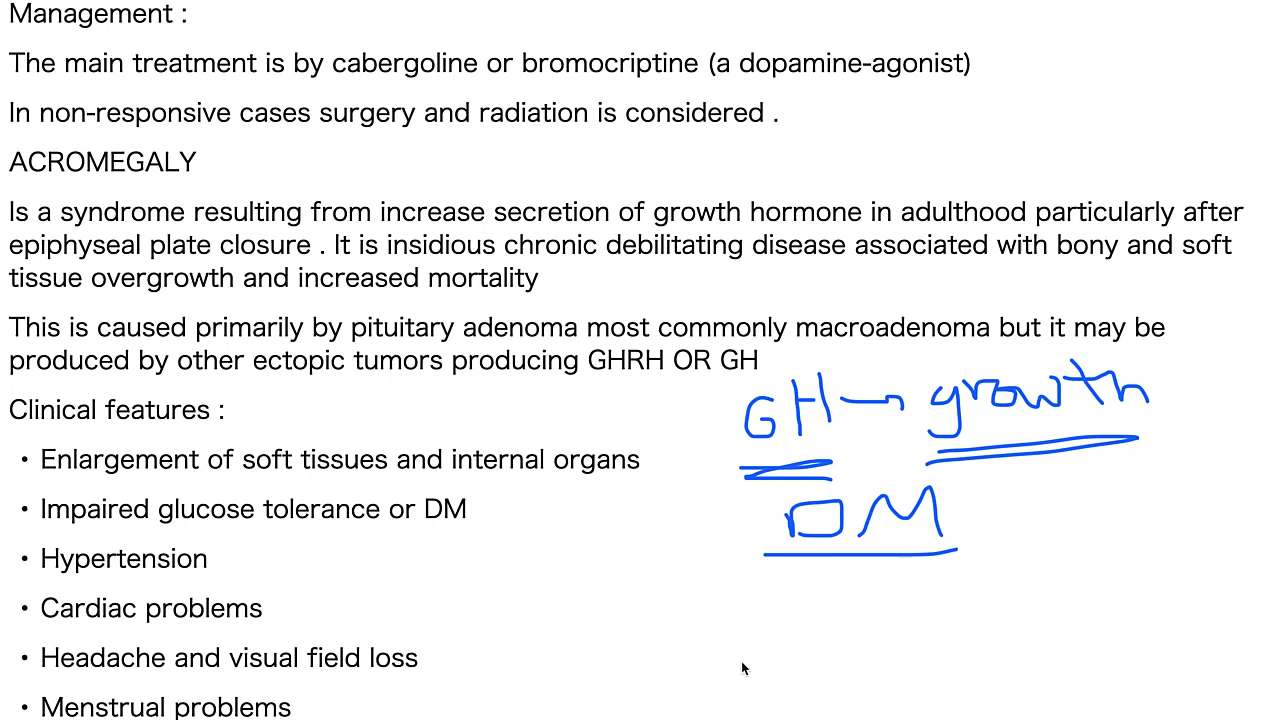 Management :
The main treatment is by cabergoline or bromocriptine (a dopamine-agonist)
In non-responsive cases surgery and radiation is considered .
ACROMEGALY
Is a syndrome resulting from increase secretion of growth hormone in adulthood particularly after
epiphyseal plate closure . It is insidious chronic debilitating disease associated with bony and soft
tissue overgrowth and increased mortality
This is caused primarily by pituitary adenoma most commonly macroadenoma but it may be
produced by other ectopic tumors producing GHRH OR GH
GH → growth
Clinical features :
• Enlargement of soft tissues and internal organs
• Impaired glucose tolerance or DM
DM
• Hypertension
• Cardiac problems
• Headache and visual field loss
• Menstrual problems